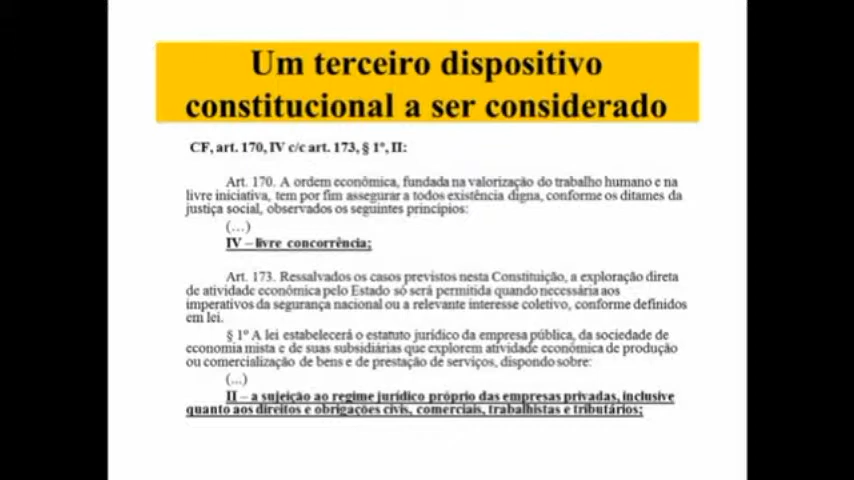 Um terceiro dispositivo
constitucional a ser considerado
CF, art. 170, IV c/c art. 173, § 1º, II:
Art. 170. A ordem econômica, fundada na valorização do trabalho humano e na
livre iniciativa, tem por fim assegurar a todos existência digna, conforme os ditames da
justiça social, observados os seguintes princípios:
(…)
IV – livre concorrência;
Art. 173. Ressalvados os casos previstos nesta Constituição, a exploração direta
de atividade econômica pelo Estado só será permitida quando necessária aos
imperativos da segurança nacional ou a relevante interesse coletivo, conforme definidos
em lei.
§ 1º A lei estabelecerá o estatuto jurídico da empresa pública, da sociedade de
economia mista e de suas subsidiárias que explorem atividade econômica de produção
ou comercialização de bens e de prestação de serviços, dispondo sobre:
(...)
II – a sujeição ao regime jurídico próprio das empresas privadas, inclusive
quanto aos direitos e obrigações civis, comerciais, trabalhistas e tributários;